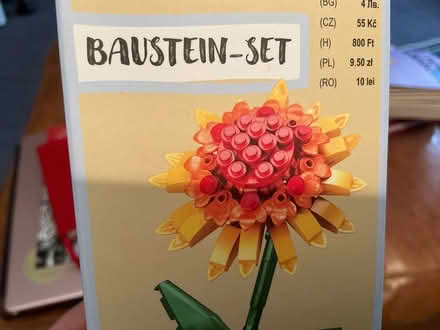 (BG) 4 Лв.
(CZ) 55 Kč
(H) 800 Ft
(PL) 9.50 zł
(RO) 10 lei
BAUSTEIN-SET